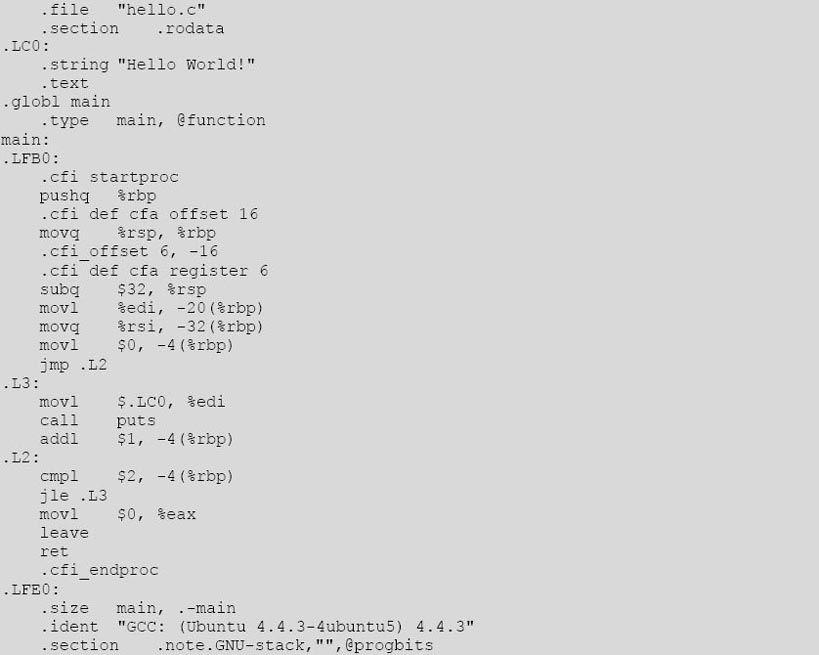 .file "hello.c"
.section .rodata
.LC0:
.string "Hello World!"
.text
.globl main
.type main, @function
main:
.LFB0:
.cfi startproc
pushq %rbp
.cfi def cfa offset 16
movq %rsp, %rbp
.cfi_offset 6, -16
.cfi def cfa register 6
subq $32, %rsp
movl %edi, -20(%rbp)
movq %rsi, -32(%rbp)
movl $0, -4(%rbp)
jmp .L2
.L3:
movl $.LC0, %edi
call puts
addl $1, -4(%rbp)
.L2:
cmpl $2, -4(%rbp)
jle .L3
movl $0, %eax
leave
ret
.cfi_endproc
.LFE0:
.size main, .-main
.ident "GCC: (Ubuntu 4.4.3-4ubuntu5) 4.4.3"
.section .note.GNU-stack,"",@progbits